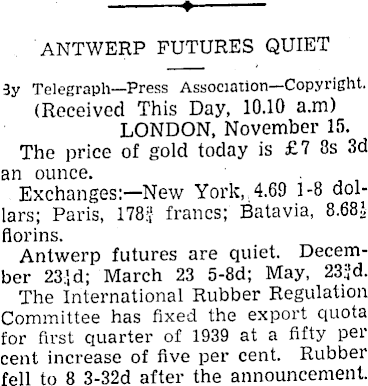 ANTWERP FUTURES QUIET
By Telegraph—Press Association—Copyright.
(Received This Day, 10.10 a.m)
LONDON, November 15.
The price of gold today is £7 8s 3d
an ounce.
Exchanges:—New York, 4.69 1-8 dol-
lars; Paris, 178¾ francs; Batavia, 8.68½
florins.
Antwerp futures are quiet. Decem-
ber 23¼d; March 23 5-8d; May, 23¾d.
The International Rubber Regulation
Committee has fixed the export quota
for first quarter of 1939 at a fifty per
cent increase of five per cent. Rubber
fell to 8 3-32d after the announcement.